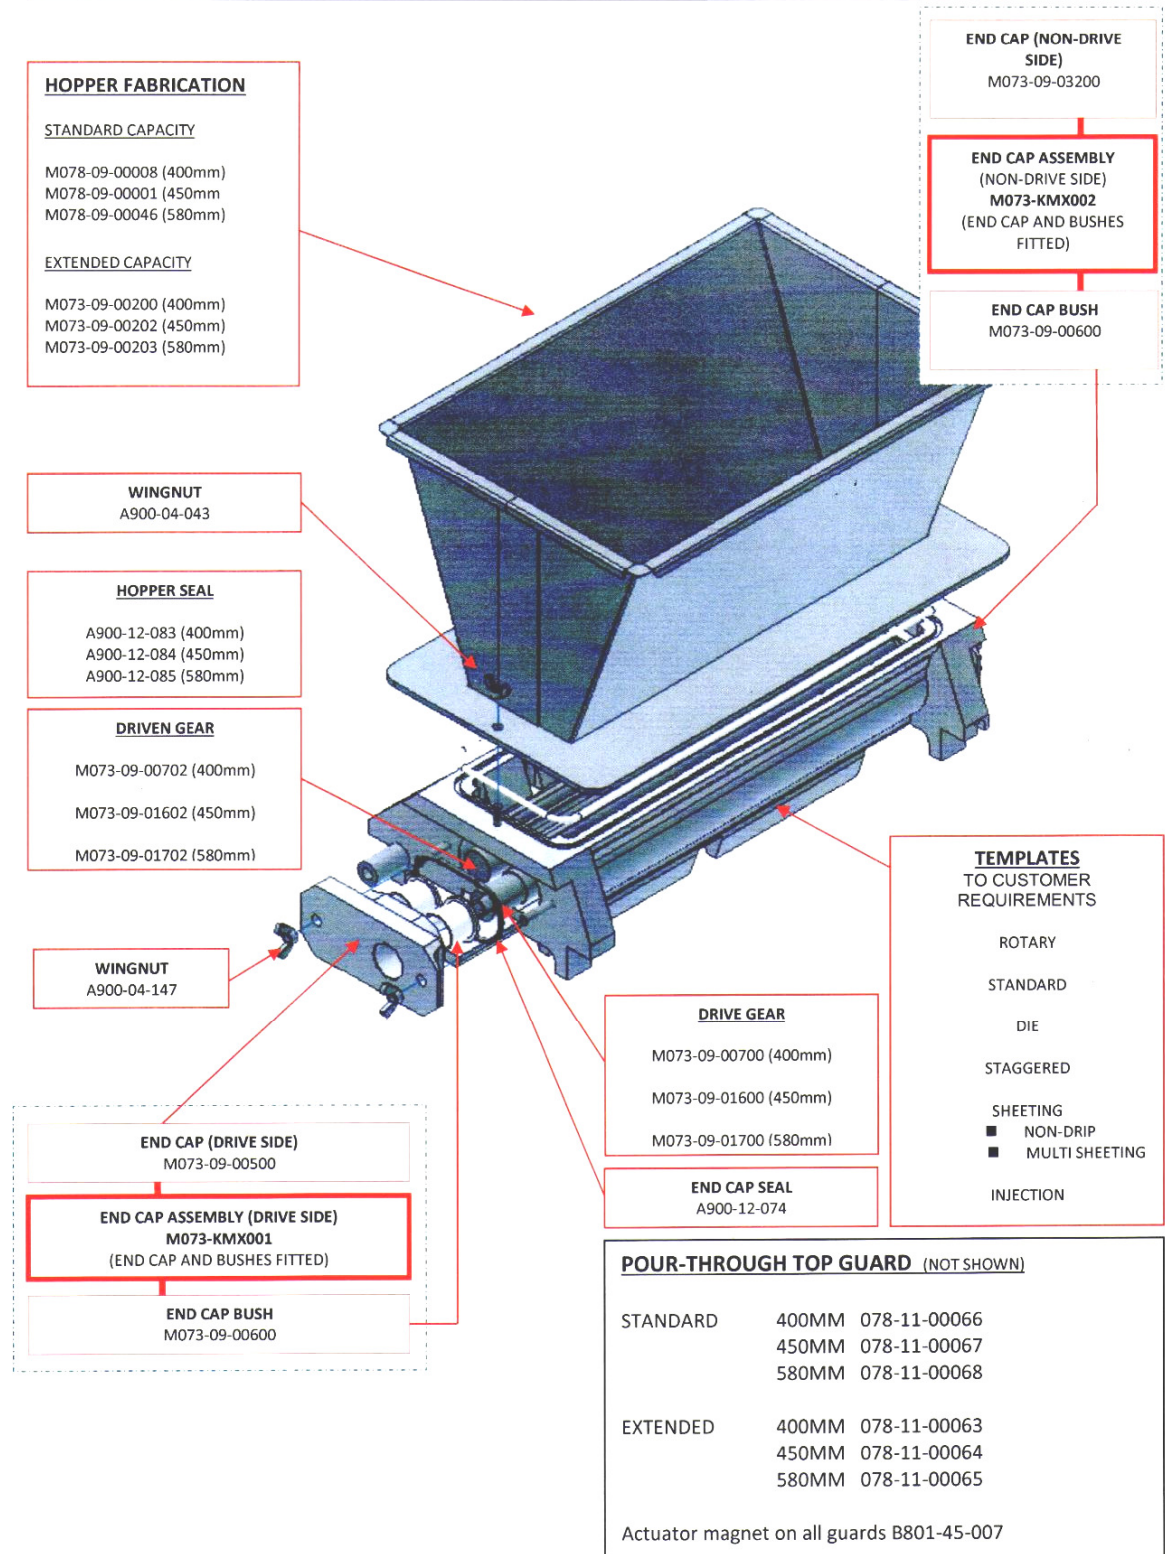 HOPPER FABRICATION
STANDARD CAPACITY
M078-09-00008 (400mm)
M078-09-00001 (450mm
M078-09-00046 (580mm)
EXTENDED CAPACITY
M073-09-00200 (400mm)
M073-09-00202 (450mm)
M073-09-00203 (580mm)
END CAP (NON-DRIVE
SIDE)
M073-09-03200
END CAP ASSEMBLY
(NON-DRIVE SIDE)
M073-KMX002
(END CAP AND BUSHES
FITTED)
END CAP BUSH
M073-09-00600
WINGNUT
A900-04-043
HOPPER SEAL
A900-12-083 (400mm)
A900-12-084 (450mm)
A900-12-085 (580mm)
DRIVEN GEAR
M073-09-00702 (400mm)
M073-09-01602 (450mm)
M073-09-01702 (580mm)
WINGNUT
A900-04-147
TEMPLATES
TO CUSTOMER
REQUIREMENTS
ROTARY
STANDARD
DIE
STAGGERED
SHEETING
■ NON-DRIP
■ MULTI SHEETING
INJECTION
DRIVE GEAR
M073-09-00700 (400mm)
M073-09-01600 (450mm)
M073-09-01700 (580mm)
END CAP SEAL
A900-12-074
END CAP (DRIVE SIDE)
M073-09-00500
END CAP ASSEMBLY (DRIVE SIDE)
M073-KMX001
(END CAP AND BUSHES FITTED)
END CAP BUSH
M073-09-00600
POUR-THROUGH TOP GUARD (NOT SHOWN)
STANDARD 400MM 078-11-00066
450MM 078-11-00067
580MM 078-11-00068
EXTENDED 400MM 078-11-00063
450MM 078-11-00064
580MM 078-11-00065
Actuator magnet on all guards B801-45-007